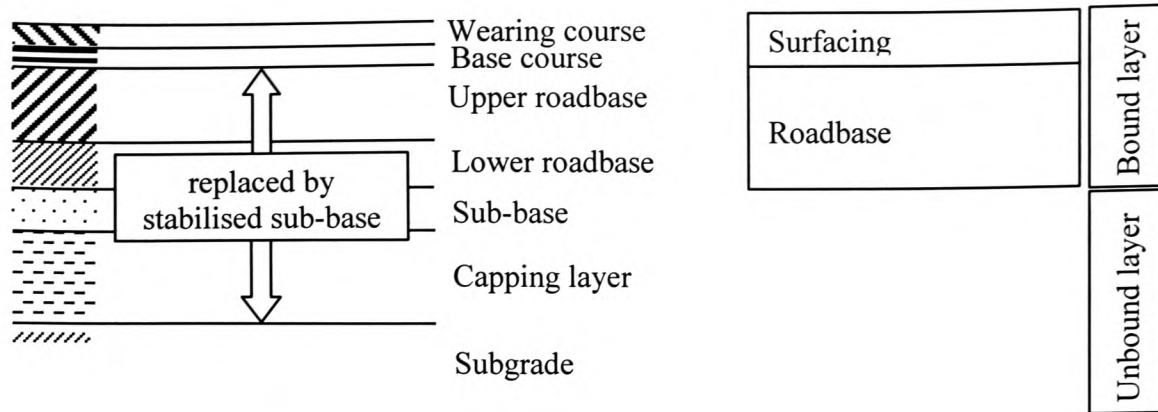 Wearing course
Base course
Upper roadbase
Lower roadbase
replaced by
stabilised sub-base
Sub-base
Capping layer
Subgrade
Surfacing
Roadbase
Bound layer
Unbound layer